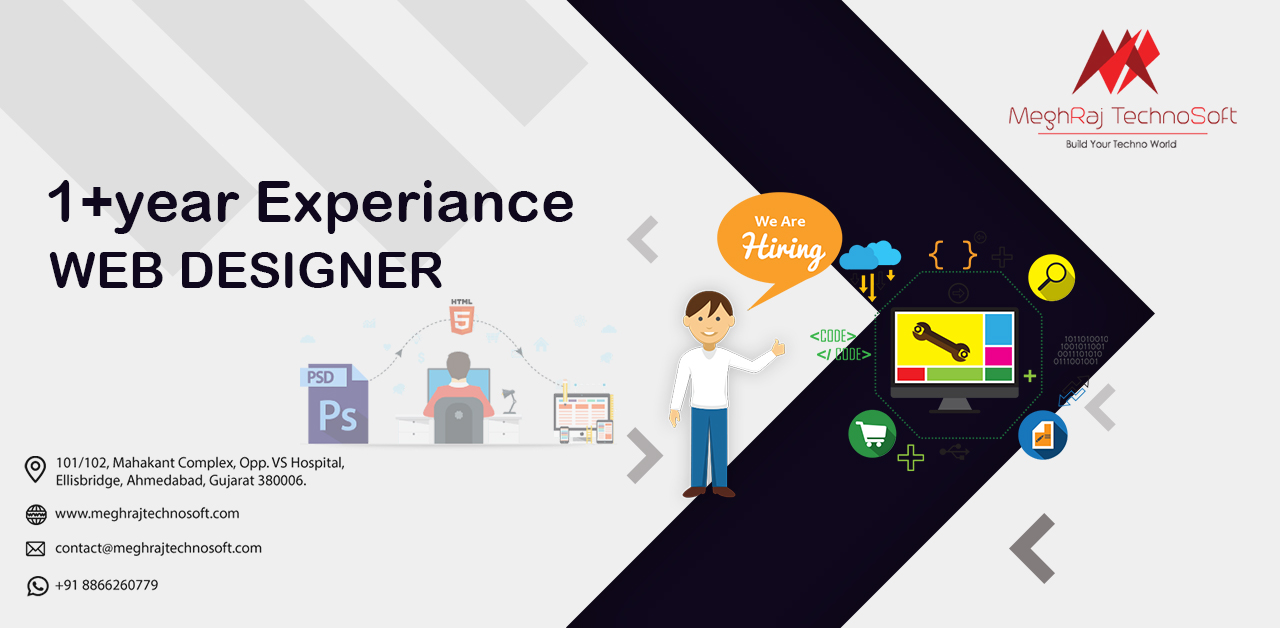 MeghRaj TechnoSoft
Build Your Techno World
1+year Experiance
WEB DESIGNER
We Are
Hiring
HTML
5
PSD
Ps
{ }
<CODE>
</CODE>
1011010010
1001011001
0011101010
0111001001
101/102, Mahakant Complex, Opp. VS Hospital,
Ellisbridge, Ahmedabad, Gujarat 380006.
www.meghrajtechnosoft.com
contact@meghrajtechnosoft.com
+91 8866260779